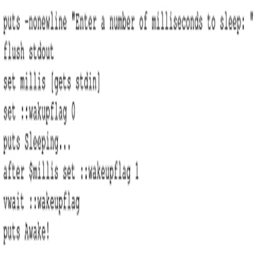 puts -nonewline "Enter a number of milliseconds to sleep: "
flush stdout
set millis [gets stdin]
set ::wakupflag 0
puts Sleeping...
after $millis set ::wakeupflag 1
vwait ::wakeupflag
puts Awake!